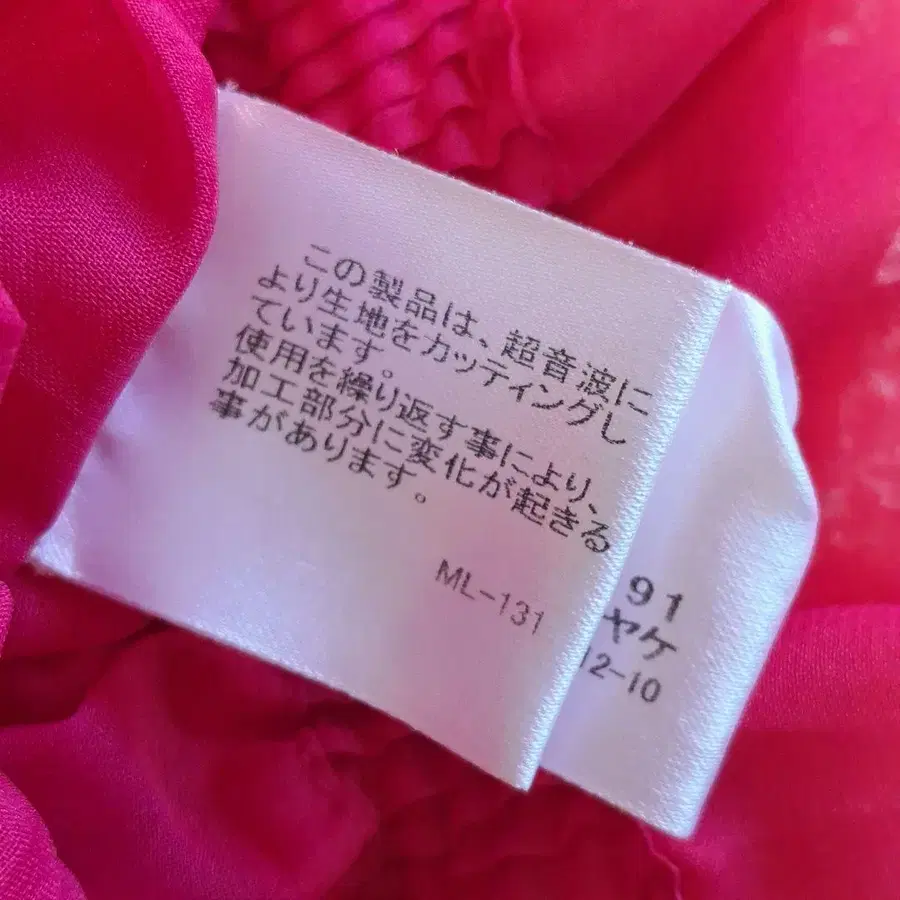 この製品は、超音波に
より生地をカッティングし
ています。
使用を繰り返す事により、
加工部分に変化が起きる
事があります。
ML-131
91
ヤケ
12-10